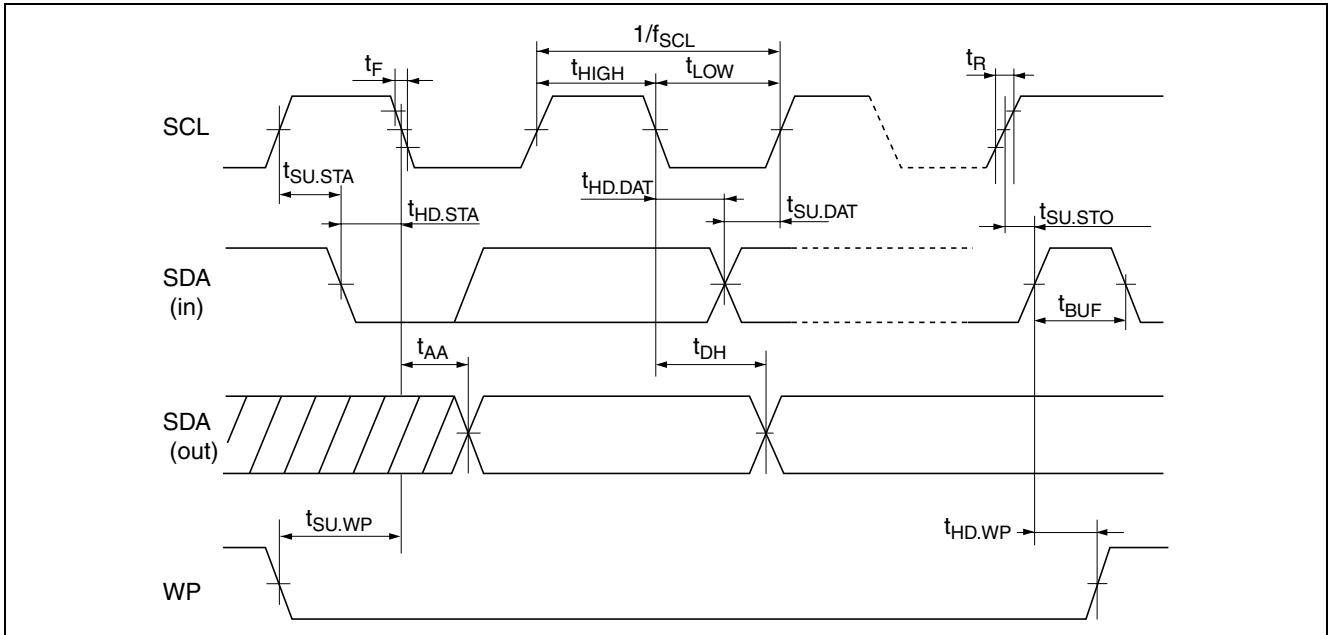 1/fSCL
tF
tHIGH
tLOW
tR
SCL
tSU.STA
tHD.STA
tHD.DAT
tSU.DAT
tSU.STO
SDA
(in)
tBUF
tAA
tDH
SDA
(out)
tSU.WP
tHD.WP
WP